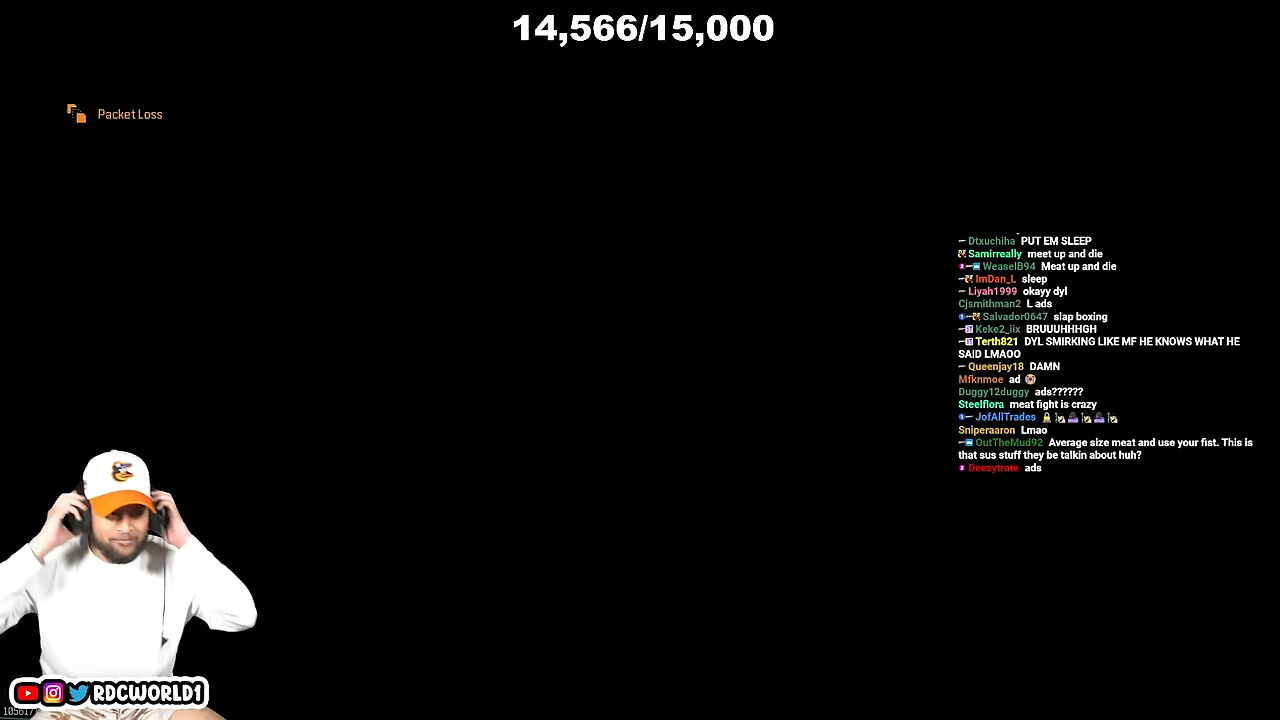 14,566/15,000
Packet Loss
Dtxuchiha PUT EM SLEEP
Samirreally meet up and die
WeaselB94 Meat up and die
ImDan_L sleep
Liyah1999 okayy dyl
Cjsmithman2 L ads
Salvador0647 slap boxing
Keke2_iix BRUUUHHHGH
Terth821 DYL SMIRKING LIKE MF HE KNOWS WHAT HE
SAID LMAOO
Queenjay18 DAMN
Mfknmoe ad
Duggy12duggy ads??????
Steelflora meat fight is crazy
JofAllTrades
Sniperaaron Lmao
OutTheMud92 Average size meat and use your fist. This is
that sus stuff they be talkin about huh?
Deezytrate ads
RDCWORLD1